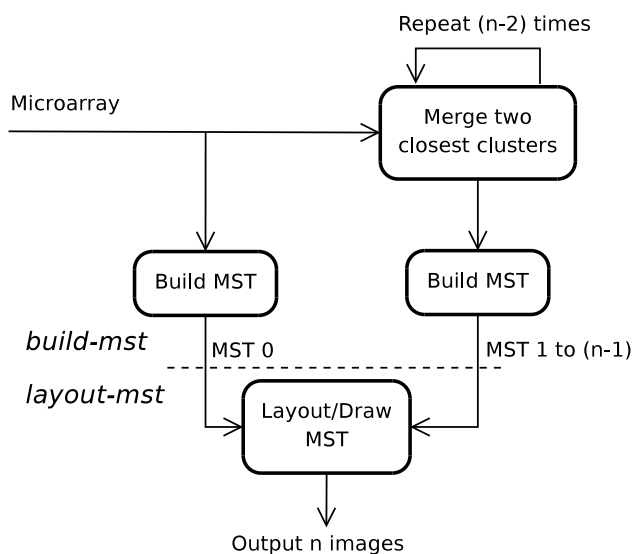 Repeat (n-2) times
Microarray
Merge two
closest clusters
Build MST
Build MST
build-mst
MST 0
MST 1 to (n-1)
layout-mst
Layout/Draw
MST
Output n images